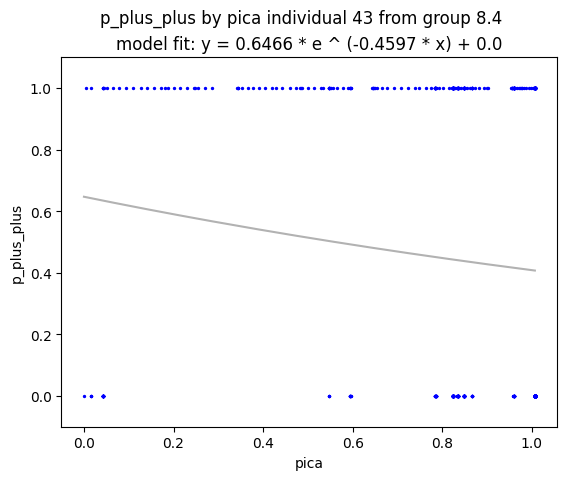 p_plus_plus by pica individual 43 from group 8.4
model fit: y = 0.6466 * e ^ (-0.4597 * x) + 0.0
p_plus_plus
1.0
0.8
0.6
0.4
0.2
0.0
0.0 0.2 0.4 0.6 0.8 1.0
pica